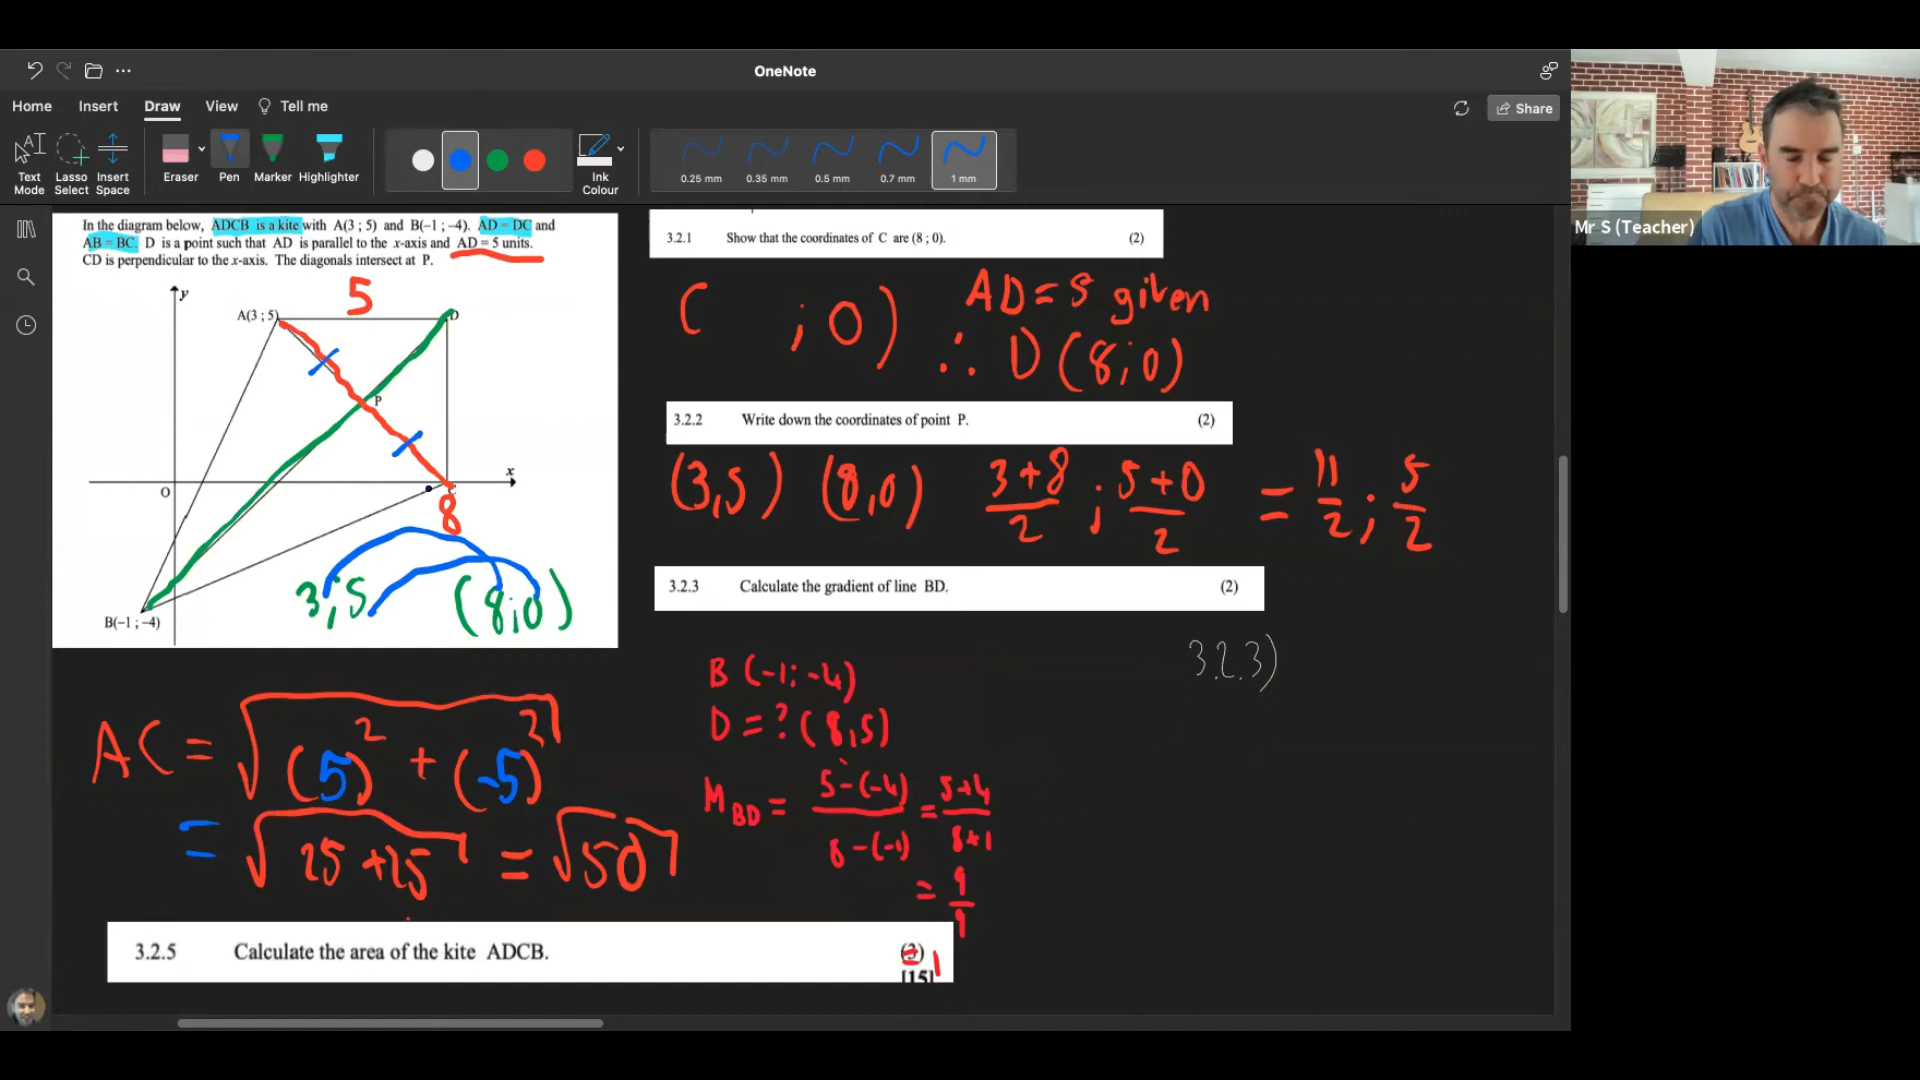 OneNote
Home Insert Draw View Tell me
Share
Text Mode
Lasso Select
Insert Space
Eraser
Pen
Marker
Highlighter
Ink Colour
0.25 mm
0.35 mm
0.5 mm
0.7 mm
1 mm
Mr S (Teacher)
In the diagram below, ADCB is a kite with A(3 ; 5) and B(−1 ; −4). AD = DC and
AB = BC. D is a point such that AD is parallel to the x-axis and AD = 5 units.
CD is perpendicular to the x-axis. The diagonals intersect at P.
y
5
A(3 ; 5)
D
P
x
O
8
3;5 (8;0)
B(−1 ; −4)
AC = √(5)² + (-5)²
= √25 + 25 = √50
3.2.1 Show that the coordinates of C are (8 ; 0). (2)
( ;0) AD = 5 given
∴ D (8;0)
3.2.2 Write down the coordinates of point P. (2)
(3,5) (8,0) 3+8/2 ; 5+0/2 = 11/2 ; 5/2
3.2.3 Calculate the gradient of line BD. (2)
3.2.3)
B (-1; -4)
D = ? (8,5)
M BD = 5-(-4)/8-(-1) = 5+4/8+1
= 9/9
= 1
3.2.5 Calculate the area of the kite ADCB. (3)
[15]